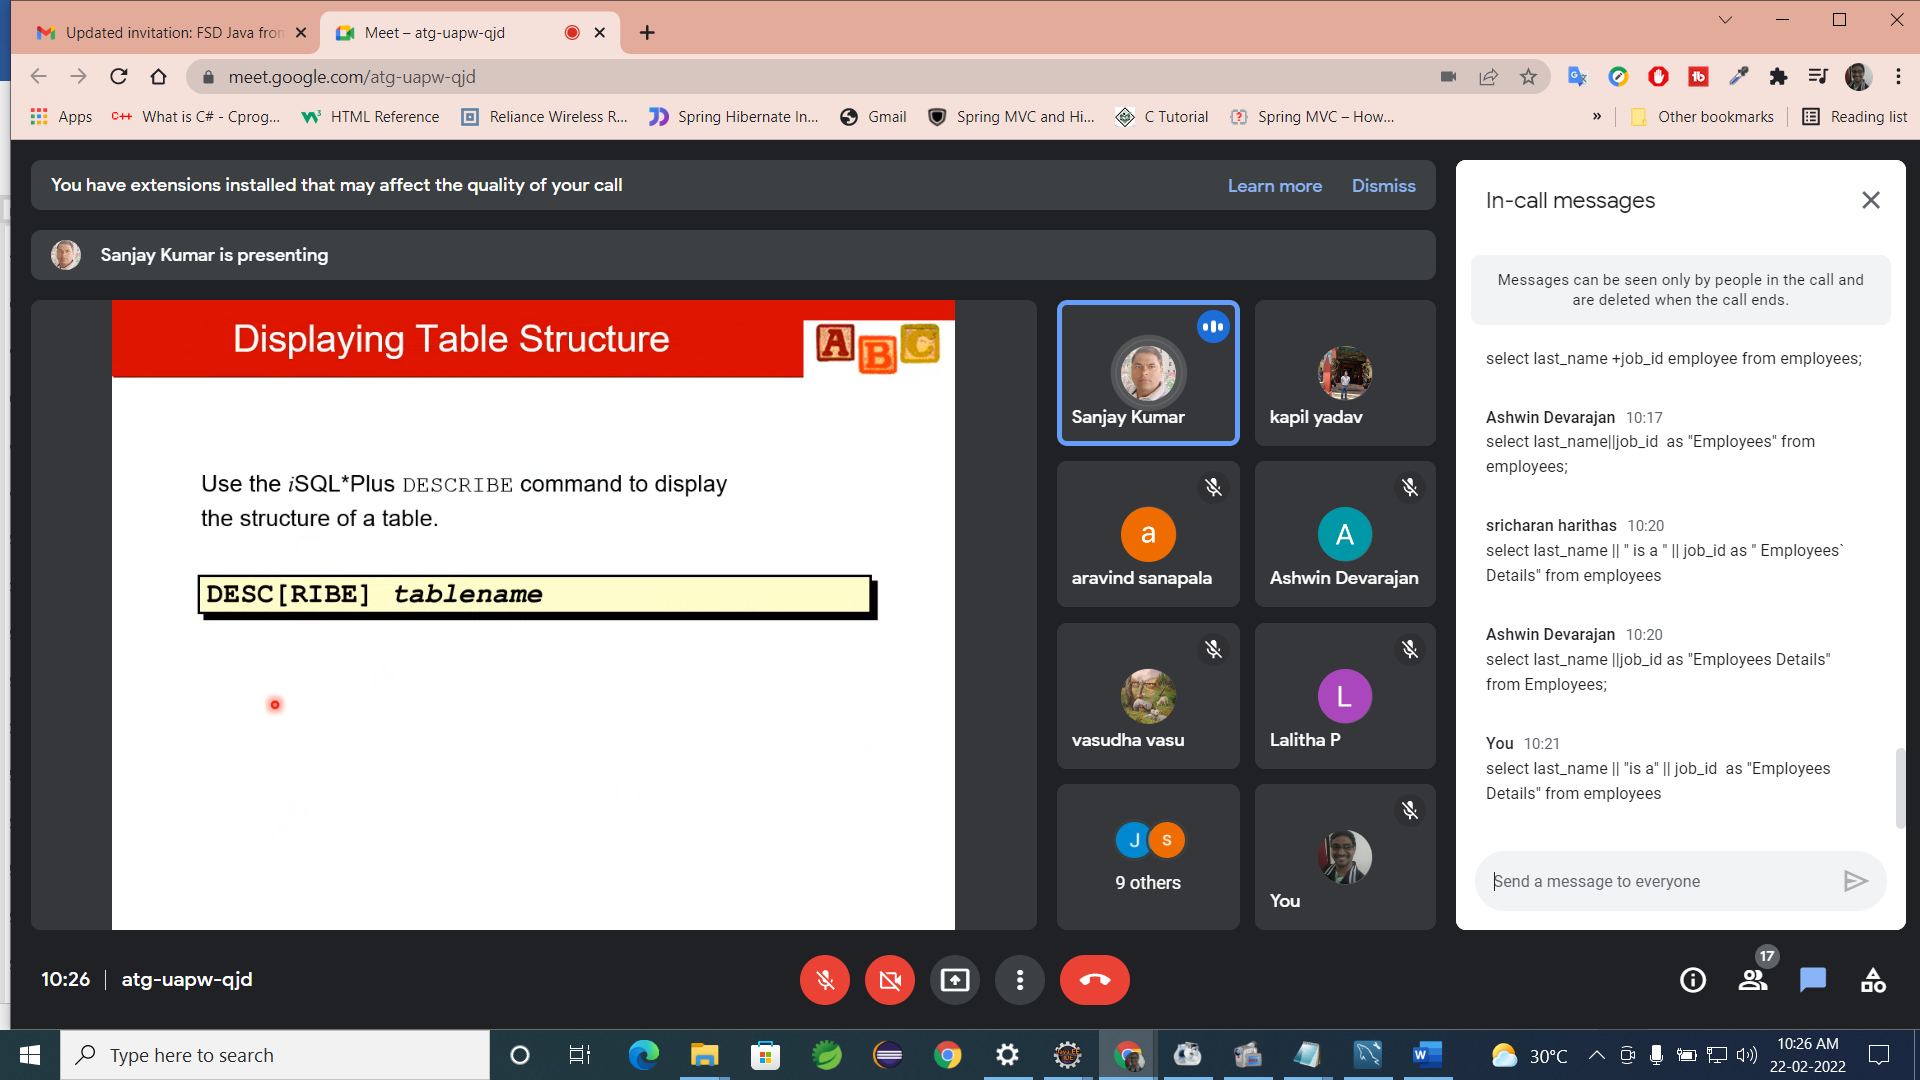 Updated invitation: FSD Java fron
Meet – atg-uapw-qjd
meet.google.com/atg-uapw-qjd
Apps
What is C# - Cprog...
HTML Reference
Reliance Wireless R...
Spring Hibernate In...
Gmail
Spring MVC and Hi...
C Tutorial
Spring MVC – How...
»
Other bookmarks
Reading list
You have extensions installed that may affect the quality of your call
Learn more
Dismiss
Sanjay Kumar is presenting
Displaying Table Structure
A B C
Use the iSQL*Plus DESCRIBE command to display
the structure of a table.
DESC[RIBE] tablename
Sanjay Kumar
kapil yadav
a
aravind sanapala
A
Ashwin Devarajan
vasudha vasu
L
Lalitha P
J s
9 others
You
In-call messages
Messages can be seen only by people in the call and
are deleted when the call ends.
select last_name +job_id employee from employees;
Ashwin Devarajan 10:17
select last_name||job_id as "Employees" from
employees;
sricharan harithas 10:20
select last_name || " is a " || job_id as " Employees`
Details" from employees
Ashwin Devarajan 10:20
select last_name ||job_id as "Employees Details"
from Employees;
You 10:21
select last_name || "is a" || job_id as "Employees
Details" from employees
Send a message to everyone
10:26 | atg-uapw-qjd
17
Type here to search
30°C
10:26 AM
22-02-2022